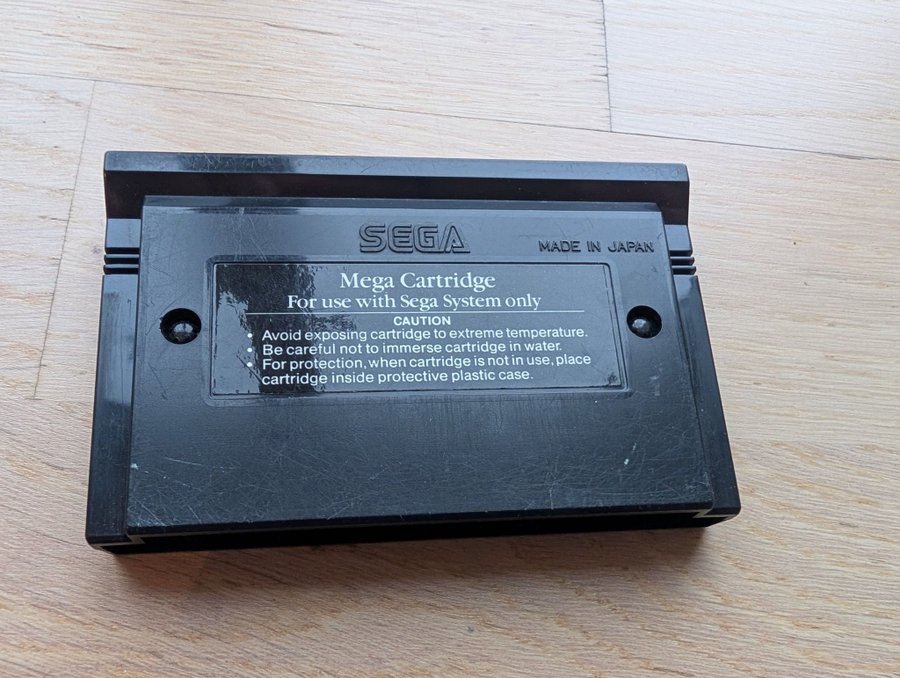 SEGA
MADE IN JAPAN
Mega Cartridge
For use with Sega System only
CAUTION
• Avoid exposing cartridge to extreme temperature.
• Be careful not to immerse cartridge in water.
• For protection, when cartridge is not in use, place
cartridge inside protective plastic case.